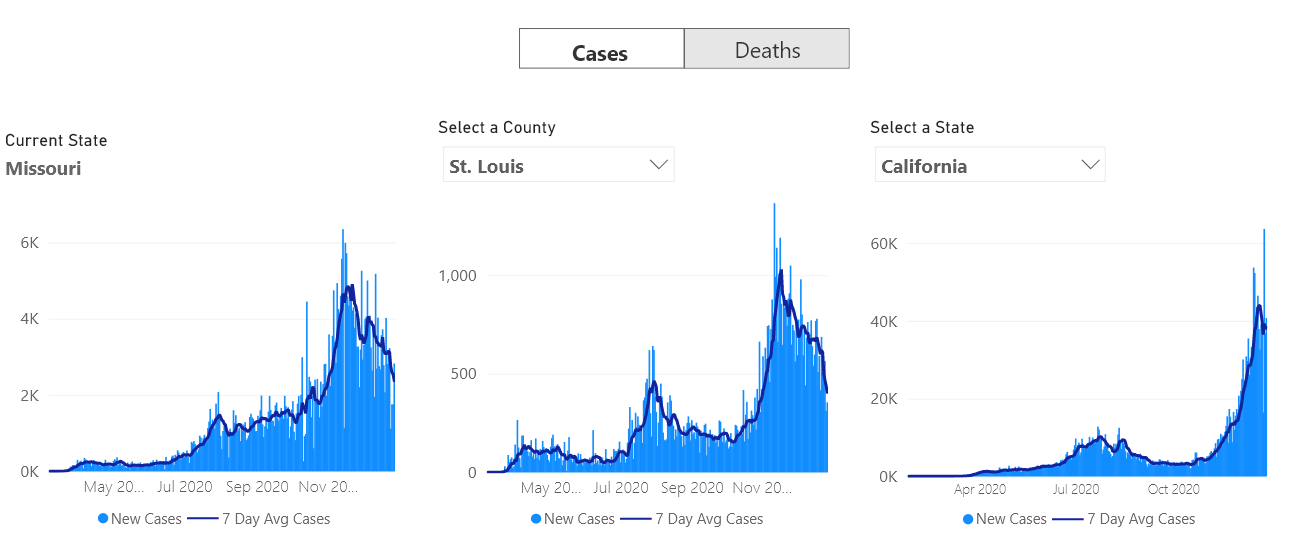 Cases Deaths
Current State
Missouri
Select a County
St. Louis
Select a State
California
6K
4K
2K
0K
May 20... Jul 2020 Sep 2020 Nov 20...
New Cases 7 Day Avg Cases
1,000
500
0
May 20... Jul 2020 Sep 2020 Nov 20...
New Cases 7 Day Avg Cases
60K
40K
20K
0K
Apr 2020 Jul 2020 Oct 2020
New Cases 7 Day Avg Cases